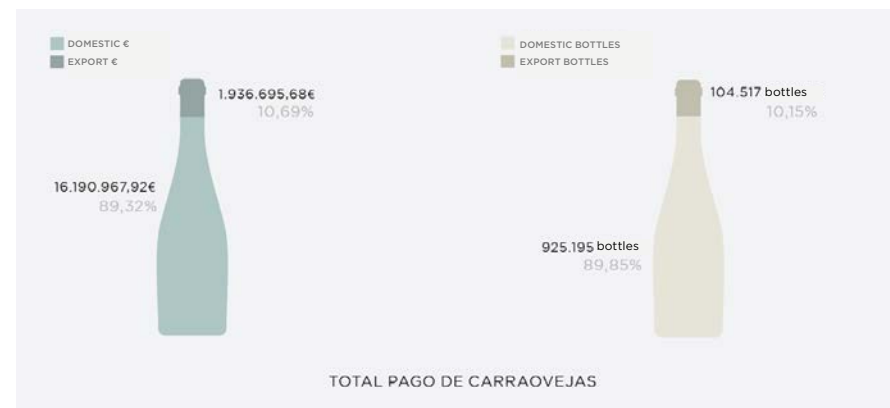 DOMESTIC €
EXPORT €
1.936.695,68€
10,69%
16.190.967,92€
89,32%
DOMESTIC BOTTLES
EXPORT BOTTLES
104.517 bottles
10,15%
925.195 bottles
89,85%
TOTAL PAGO DE CARRAOVEJAS